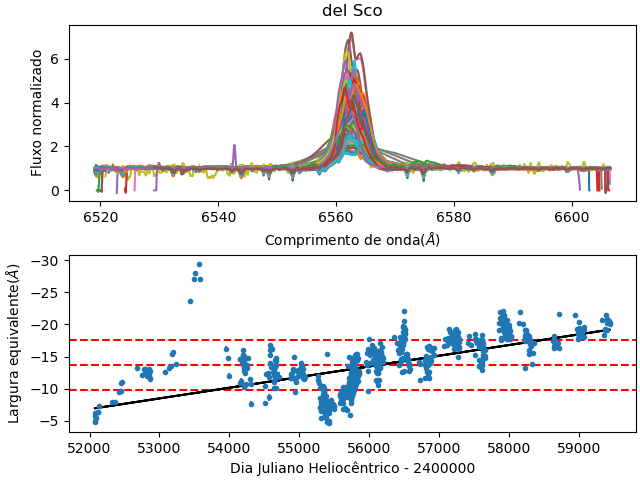 del Sco
Fluxo normalizado
6
4
2
0
6520 6540 6560 6580 6600
Comprimento de onda(Å)
Largura equivalente(Å)
−30
−25
−20
−15
−10
−5
52000 53000 54000 55000 56000 57000 58000 59000
Dia Juliano Heliocêntrico - 2400000